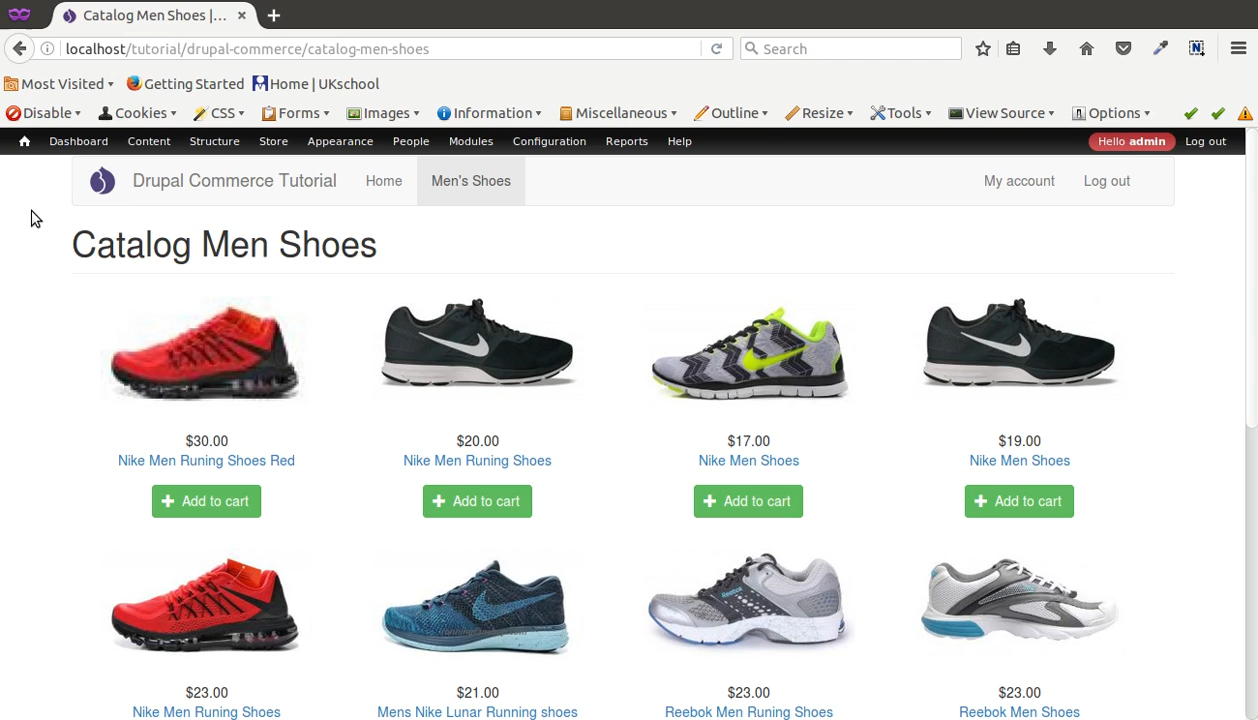 Catalog Men Shoes |...
localhost/tutorial/drupal-commerce/catalog-men-shoes
Search
Most Visited Getting Started Home | UKschool
Disable Cookies CSS Forms Images Information Miscellaneous Outline Resize Tools View Source Options
Dashboard Content Structure Store Appearance People Modules Configuration Reports Help Hello admin Log out
Drupal Commerce Tutorial Home Men's Shoes My account Log out
Catalog Men Shoes
$30.00 $20.00 $17.00 $19.00
Nike Men Runing Shoes Red Nike Men Runing Shoes Nike Men Shoes Nike Men Shoes
Add to cart Add to cart Add to cart Add to cart
Reebok
$23.00 $21.00 $23.00 $23.00
Nike Men Runing Shoes Mens Nike Lunar Running shoes Reebok Men Runing Shoes Reebok Men Shoes